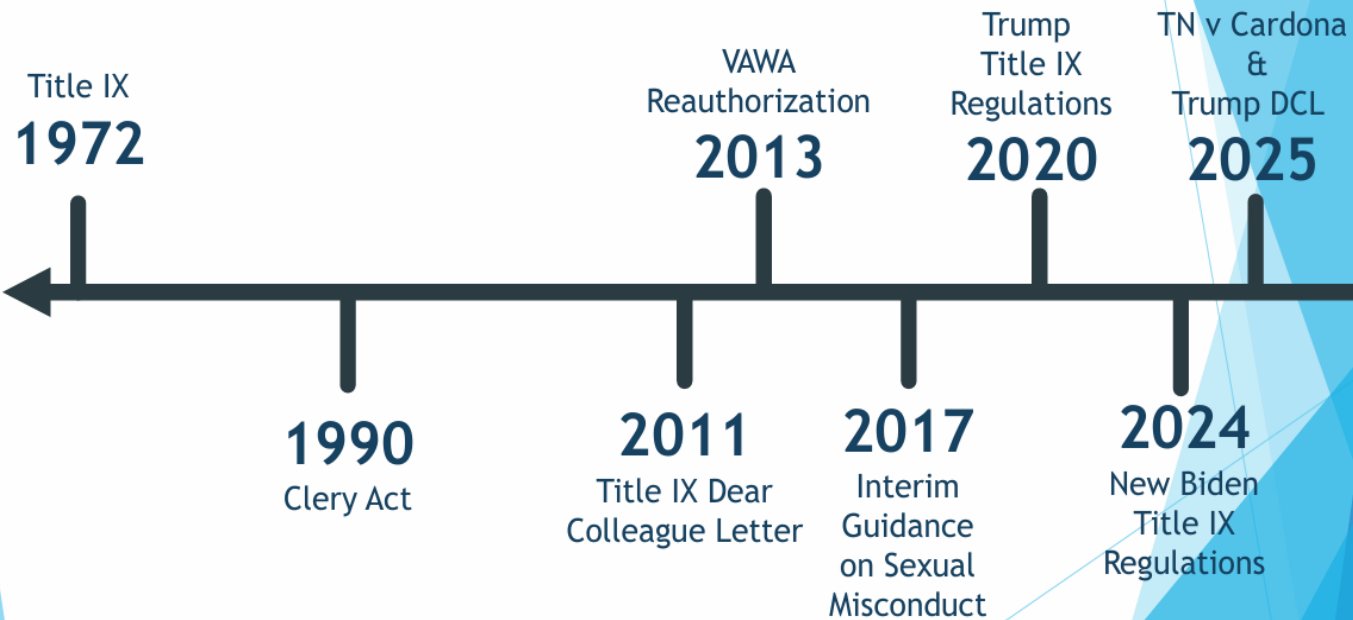 Title IX
1972
1990
Clery Act
2011
Title IX Dear
Colleague Letter
VAWA
Reauthorization
2013
2017
Interim
Guidance
on Sexual
Misconduct
Trump
Title IX
Regulations
2020
2024
New Biden
Title IX
Regulations
TN v Cardona
&
Trump DCL
2025